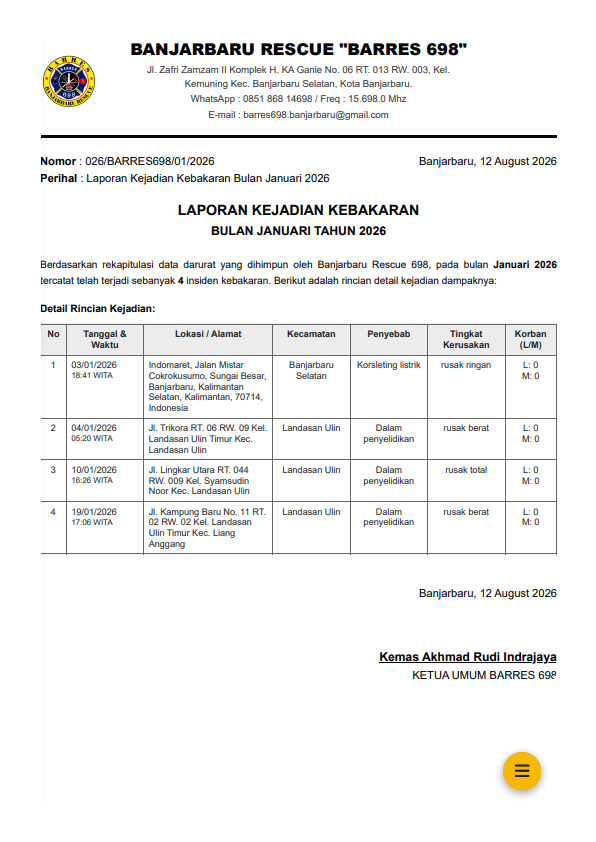 BANJARBARU RESCUE "BARRES 698"
Jl. Zafri Zamzam II Komplek H. KA Ganie No. 06 RT. 013 RW. 003, Kel.
Kemuning Kec. Banjarbaru Selatan, Kota Banjarbaru.
WhatsApp : 0851 868 14698 / Freq : 15.698.0 Mhz
E-mail : barres698.banjarbaru@gmail.com
BARRES
698
BANJARBARU RESCUE
Nomor : 026/BARRES698/01/2026
Banjarbaru, 12 August 2026
Perihal : Laporan Kejadian Kebakaran Bulan Januari 2026
LAPORAN KEJADIAN KEBAKARAN
BULAN JANUARI TAHUN 2026
Berdasarkan rekapitulasi data darurat yang dihimpun oleh Banjarbaru Rescue 698, pada bulan Januari 2026
tercatat telah terjadi sebanyak 4 insiden kebakaran. Berikut adalah rincian detail kejadian dampaknya:
Detail Rincian Kejadian:
No
Tanggal &
Waktu
Lokasi / Alamat
Kecamatan
Penyebab
Tingkat
Kerusakan
Korban
(L/M)
1
03/01/2026
18:41 WITA
Indomaret, Jalan Mistar
Cokrokusumo, Sungai Besar,
Banjarbaru, Kalimantan
Selatan, Kalimantan, 70714,
Indonesia
Banjarbaru
Selatan
Korsleting listrik
rusak ringan
L: 0
M: 0
2
04/01/2026
05:20 WITA
Jl. Trikora RT. 06 RW. 09 Kel.
Landasan Ulin Timur Kec.
Landasan Ulin
Landasan Ulin
Dalam
penyelidikan
rusak berat
L: 0
M: 0
3
10/01/2026
16:26 WITA
Jl. Lingkar Utara RT. 044
RW. 009 Kel. Syamsudin
Noor Kec. Landasan Ulin
Landasan Ulin
Dalam
penyelidikan
rusak total
L: 0
M: 0
4
19/01/2026
17:06 WITA
Jl. Kampung Baru No. 11 RT.
02 RW. 02 Kel. Landasan
Ulin Timur Kec. Liang
Anggang
Landasan Ulin
Dalam
penyelidikan
rusak berat
L: 0
M: 0
Banjarbaru, 12 August 2026
Kemas Akhmad Rudi Indrajaya
KETUA UMUM BARRES 698